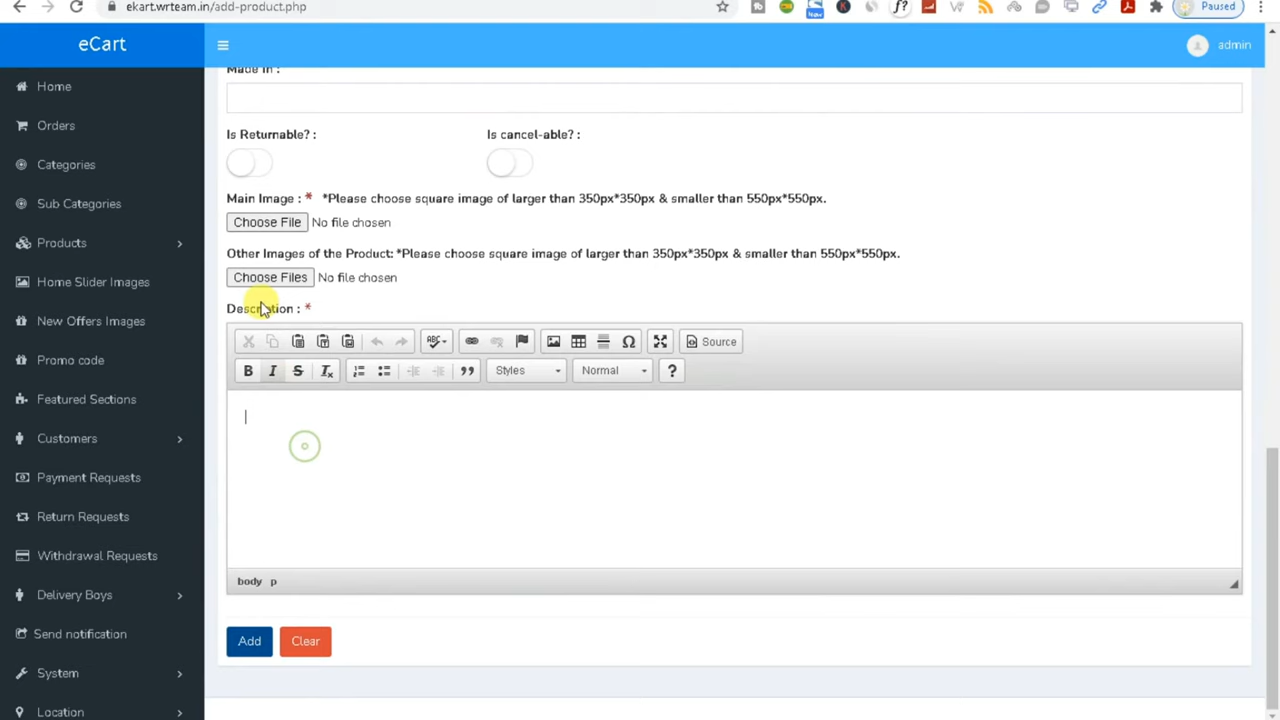 ekart.wrteam.in/add-product.php
Paused
eCart
admin
Home
Orders
Categories
Sub Categories
Products
Home Slider Images
New Offers Images
Promo code
Featured Sections
Customers
Payment Requests
Return Requests
Withdrawal Requests
Delivery Boys
Send notification
System
Location
Made In :
Is Returnable? :
Is cancel-able? :
Main Image : * *Please choose square image of larger than 350px*350px & smaller than 550px*550px.
Choose File No file chosen
Other Images of the Product: *Please choose square image of larger than 350px*350px & smaller than 550px*550px.
Choose Files No file chosen
Description : *
ABC
Ω
Source
B I S Tx
Styles
Normal
?
body p
Add
Clear